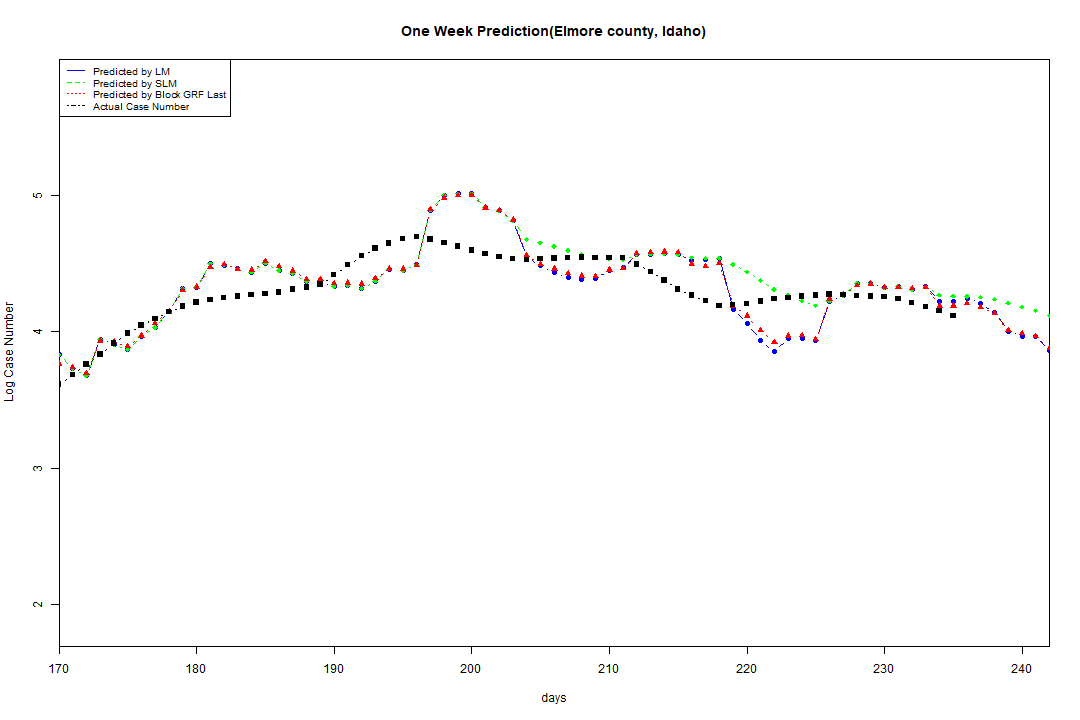 One Week Prediction(Elmore county, Idaho)
Predicted by LM
Predicted by SLM
Predicted by Block GRF Last
Actual Case Number
5
4
3
2
Log Case Number
170 180 190 200 210 220 230 240
days